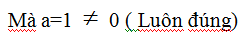 Mà a=1 ≠ 0 ( Luôn đúng)